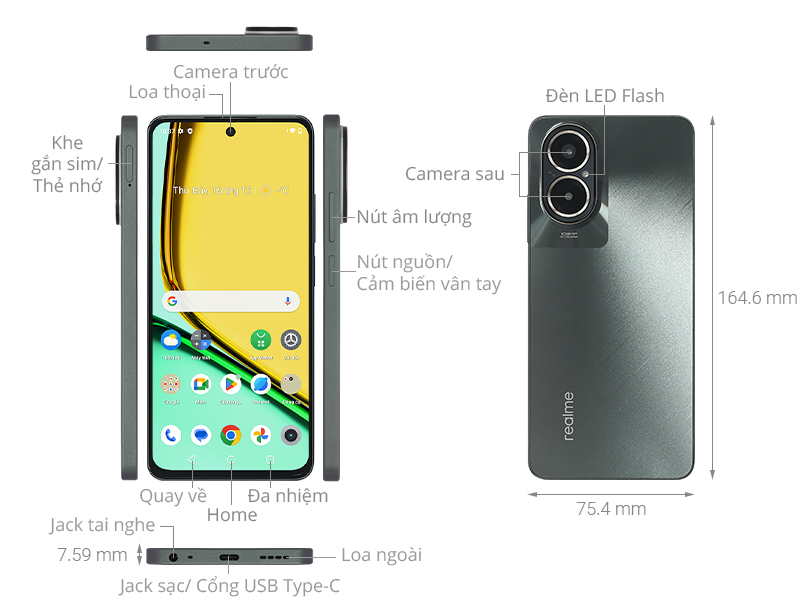 Camera trước
Loa thoại
Đèn LED Flash
Khe
gắn sim/
Thẻ nhớ
Camera sau
Nút âm lượng
Nút nguồn/
Cảm biến vân tay
164.6 mm
G
realme
Quay về
Đa nhiệm
Home
75.4 mm
Jack tai nghe
7.59 mm
Loa ngoài
Jack sạc/ Cổng USB Type-C